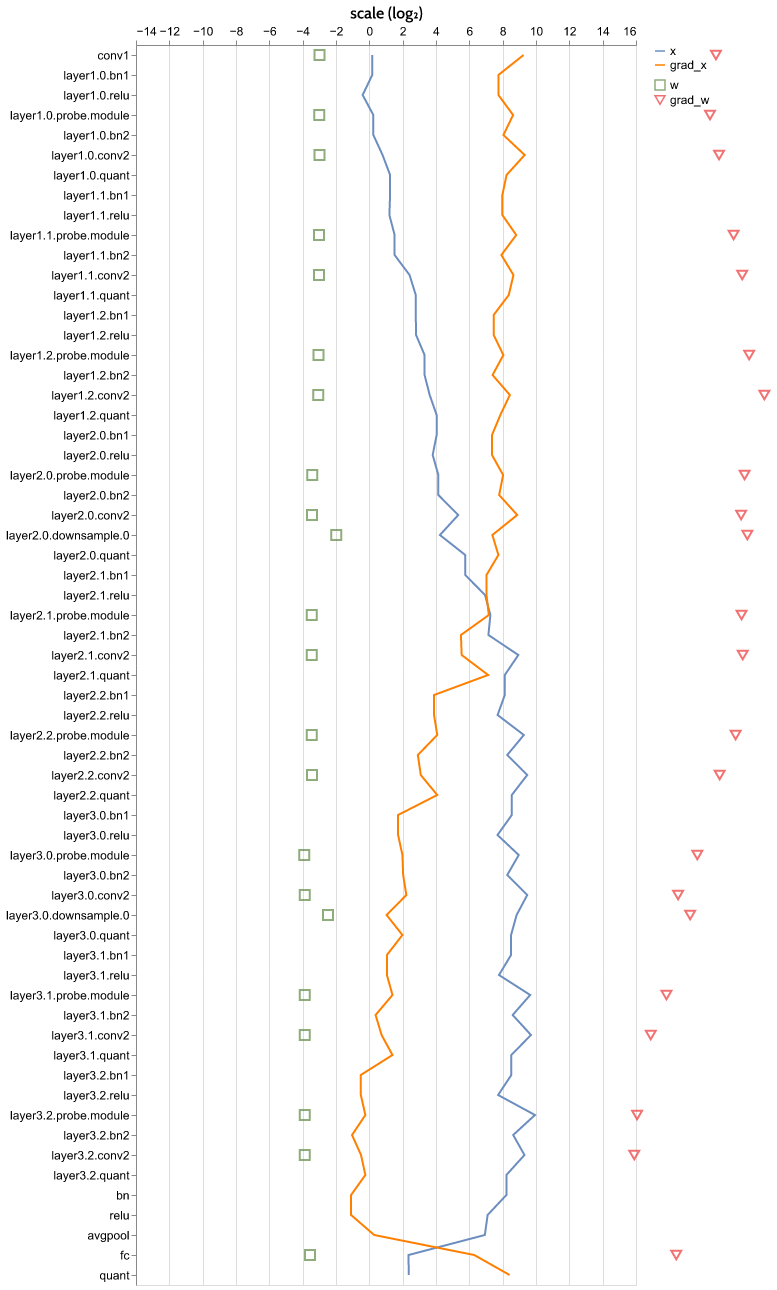 scale (log₂)
−14 −12 −10 −8 −6 −4 −2 0 2 4 6 8 10 12 14 16
x
grad_x
w
grad_w
conv1
layer1.0.bn1
layer1.0.relu
layer1.0.probe.module
layer1.0.bn2
layer1.0.conv2
layer1.0.quant
layer1.1.bn1
layer1.1.relu
layer1.1.probe.module
layer1.1.bn2
layer1.1.conv2
layer1.1.quant
layer1.2.bn1
layer1.2.relu
layer1.2.probe.module
layer1.2.bn2
layer1.2.conv2
layer1.2.quant
layer2.0.bn1
layer2.0.relu
layer2.0.probe.module
layer2.0.bn2
layer2.0.conv2
layer2.0.downsample.0
layer2.0.quant
layer2.1.bn1
layer2.1.relu
layer2.1.probe.module
layer2.1.bn2
layer2.1.conv2
layer2.1.quant
layer2.2.bn1
layer2.2.relu
layer2.2.probe.module
layer2.2.bn2
layer2.2.conv2
layer2.2.quant
layer3.0.bn1
layer3.0.relu
layer3.0.probe.module
layer3.0.bn2
layer3.0.conv2
layer3.0.downsample.0
layer3.0.quant
layer3.1.bn1
layer3.1.relu
layer3.1.probe.module
layer3.1.bn2
layer3.1.conv2
layer3.1.quant
layer3.2.bn1
layer3.2.relu
layer3.2.probe.module
layer3.2.bn2
layer3.2.conv2
layer3.2.quant
bn
relu
avgpool
fc
quant